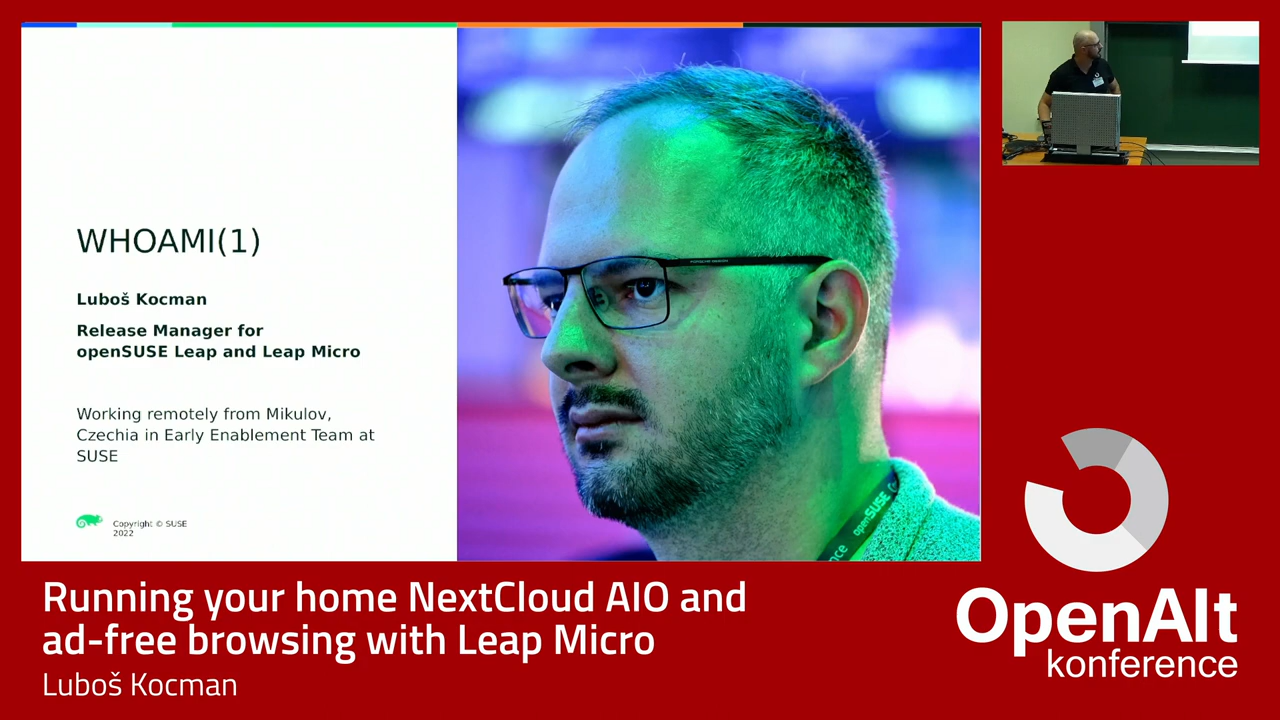 WHOAMI(1)
Luboš Kocman
Release Manager for
openSUSE Leap and Leap Micro
Working remotely from Mikulov,
Czechia in Early Enablement Team at
SUSE
Copyright © SUSE
2022
openSUSE
Running your home NextCloud AIO and
ad-free browsing with Leap Micro
Luboš Kocman
OpenAlt
konference